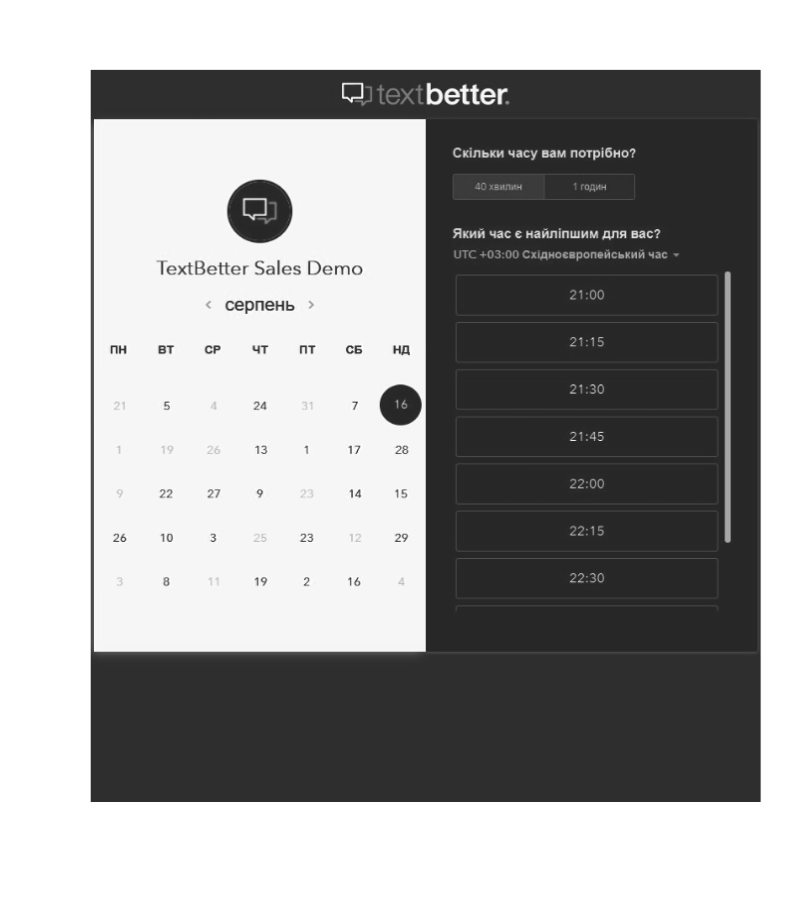 textbetter.
TextBetter Sales Demo
< серпень >
ПН ВТ СР ЧТ ПТ СБ НД
21 5 4 24 31 7 16
1 19 26 13 1 17 28
9 22 27 9 23 14 15
26 10 3 25 23 12 29
3 8 11 19 2 16 4
Скільки часу вам потрібно?
40 хвилин 1 годин
Який час є найліпшим для вас?
UTC +03:00 Східноєвропейський час
21:00
21:15
21:30
21:45
22:00
22:15
22:30